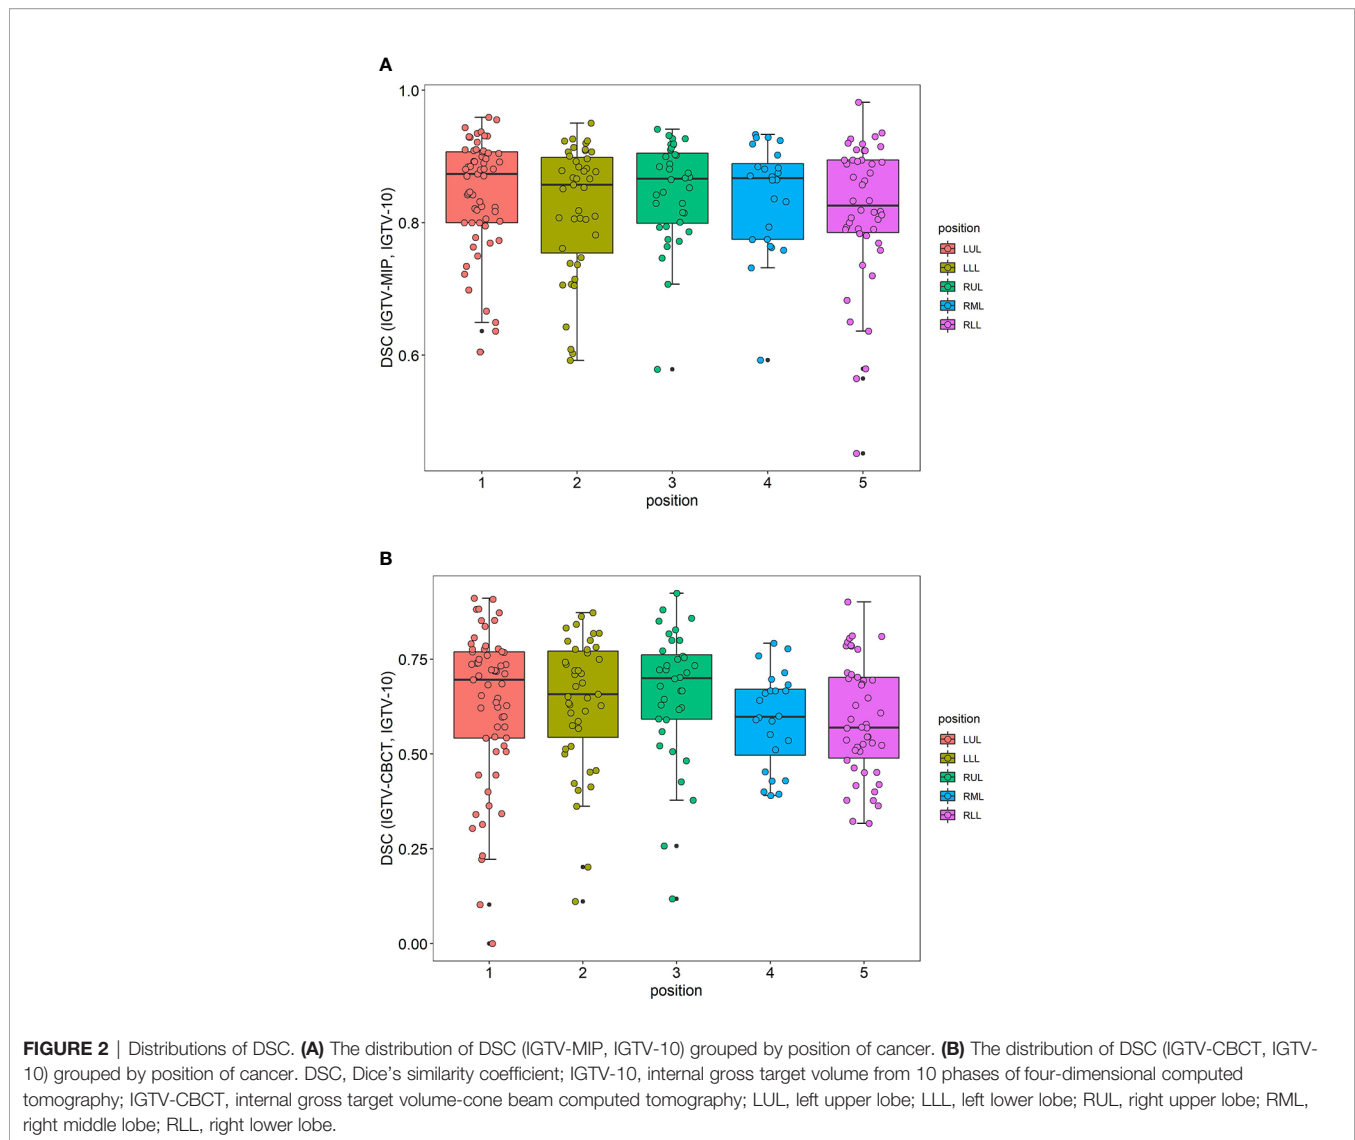 A
1.0
0.8
0.6
DSC (IGTV-MIP, IGTV-10)
1 2 3 4 5
position
position
LUL
LLL
RUL
RML
RLL
B
0.75
0.50
0.25
0.00
DSC (IGTV-CBCT, IGTV-10)
1 2 3 4 5
position
position
LUL
LLL
RUL
RML
RLL
FIGURE 2 | Distributions of DSC. (A) The distribution of DSC (IGTV-MIP, IGTV-10) grouped by position of cancer. (B) The distribution of DSC (IGTV-CBCT, IGTV-
10) grouped by position of cancer. DSC, Dice's similarity coefficient; IGTV-10, internal gross target volume from 10 phases of four-dimensional computed
tomography; IGTV-CBCT, internal gross target volume-cone beam computed tomography; LUL, left upper lobe; LLL, left lower lobe; RUL, right upper lobe; RML,
right middle lobe; RLL, right lower lobe.